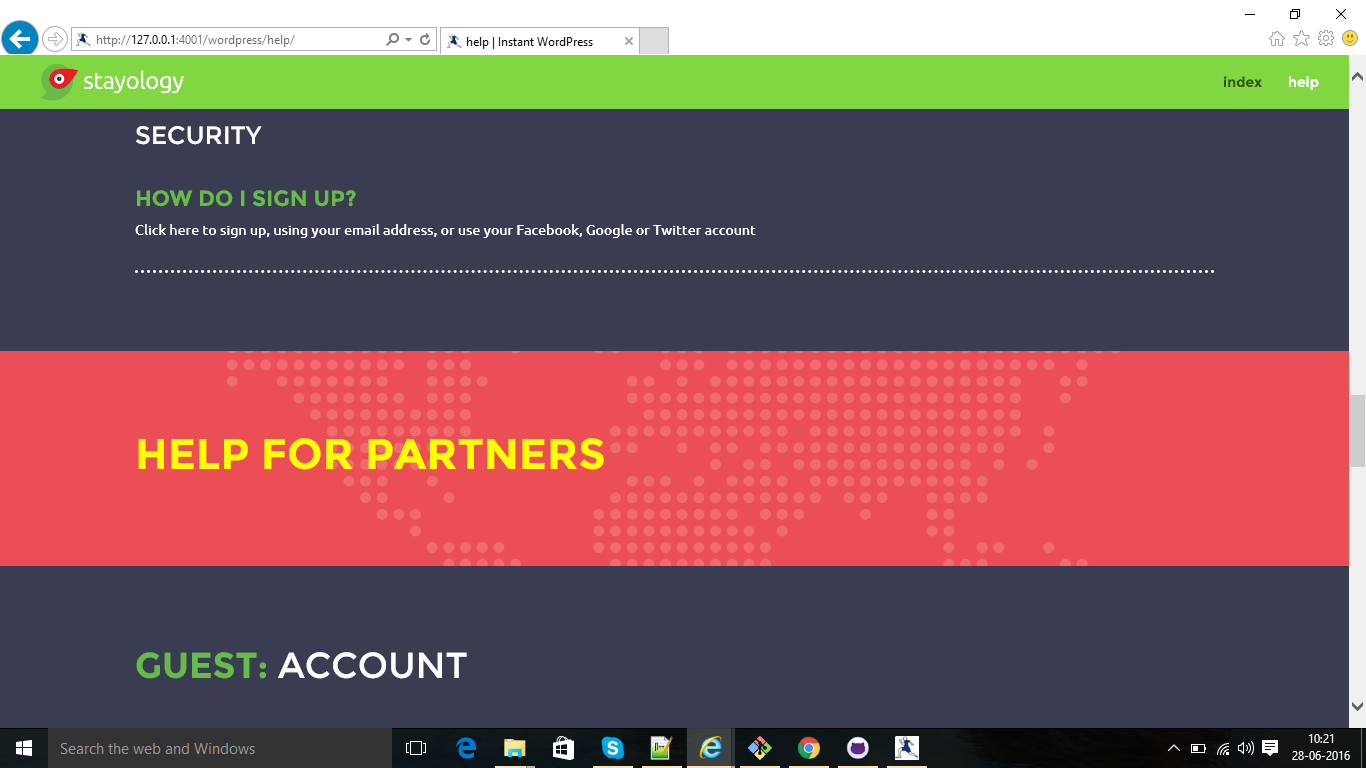 http://127.0.0.1:4001/wordpress/help/
help | Instant WordPress
stayology
index
help
SECURITY
HOW DO I SIGN UP?
Click here to sign up, using your email address, or use your Facebook, Google or Twitter account
HELP FOR PARTNERS
GUEST: ACCOUNT
Search the web and Windows
10:21
28-06-2016